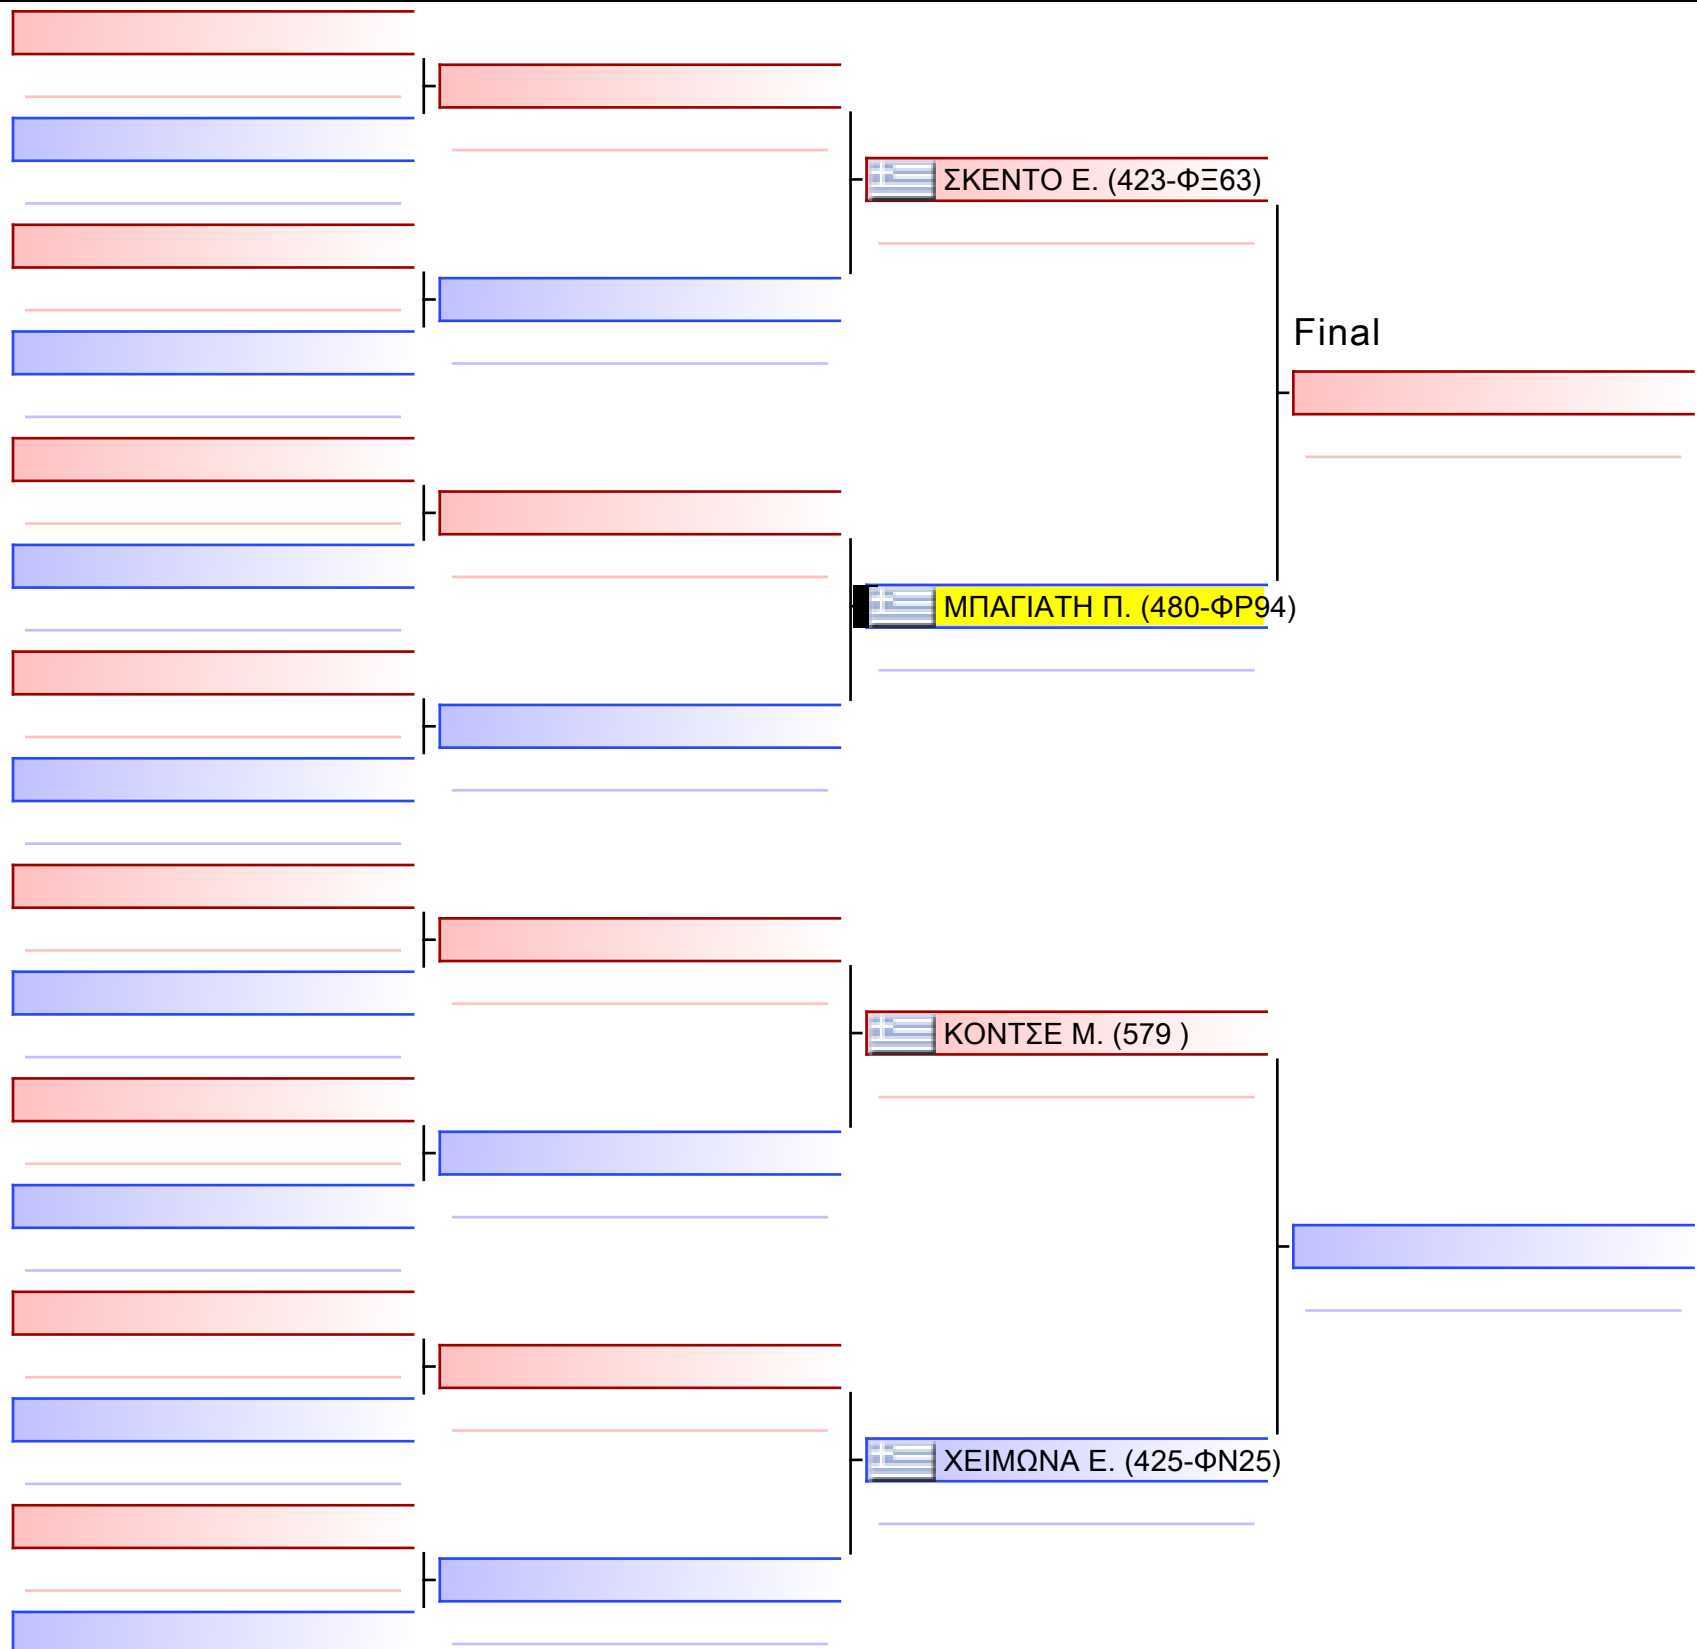 ΣΚΕΝΤΟ Ε. (423-ΦΞ63)
Final
ΜΠΑΓΙΑΤΗ Π. (480-ΦΡ94)
ΚΟΝΤΣΕ Μ. (579 )
ΧΕΙΜΩΝΑ Ε. (425-ΦΝ25)